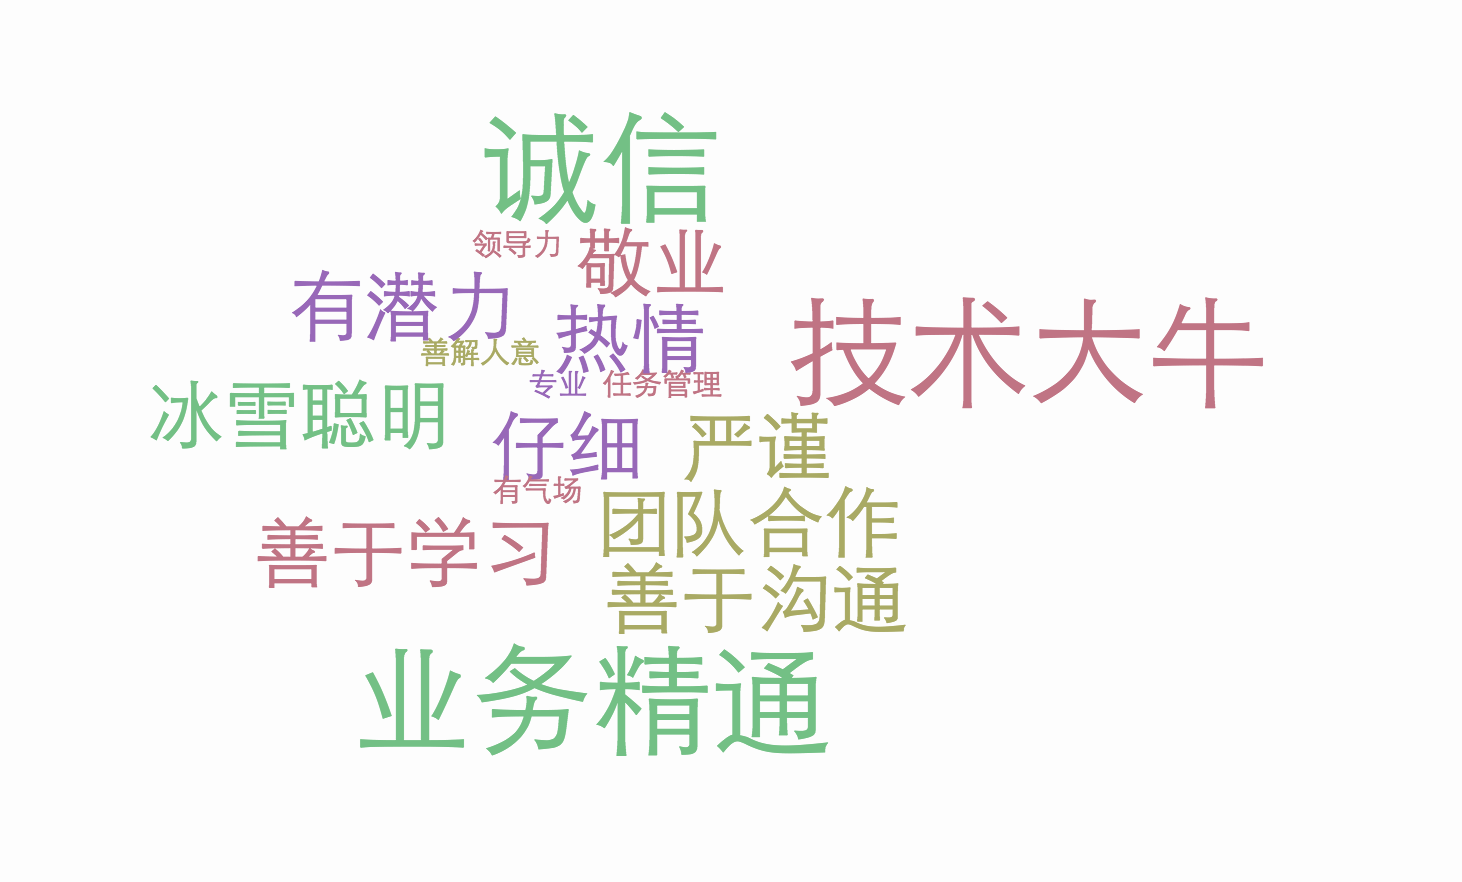 诚信
领导力
敬业
有潜力
热情
技术大牛
善解人意
专业
任务管理
冰雪聪明
仔细
严谨
有气场
团队合作
善于学习
善于沟通
业务精通